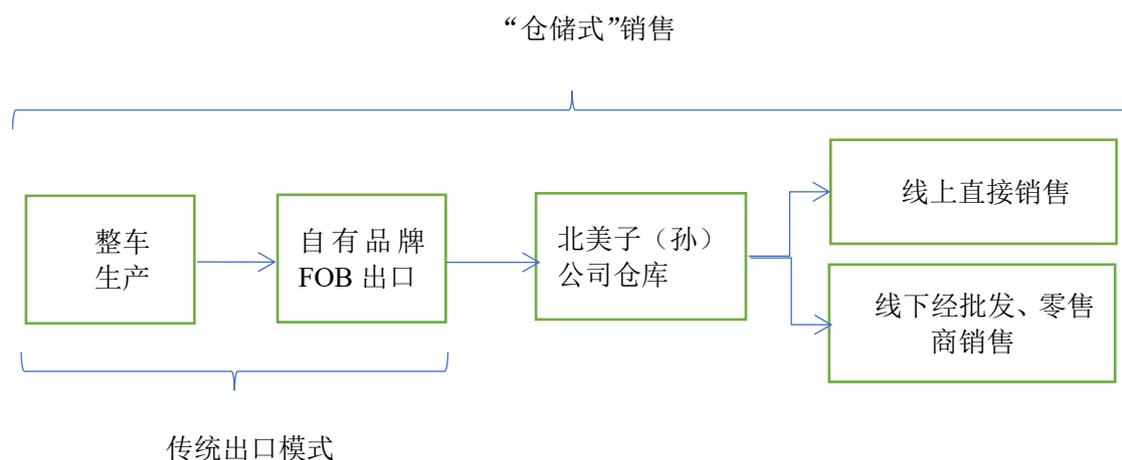 “仓储式”销售
整车
生产
自有品牌
FOB 出口
北美子（孙）
公司仓库
线上直接销售
线下经批发、零售
商销售
传统出口模式